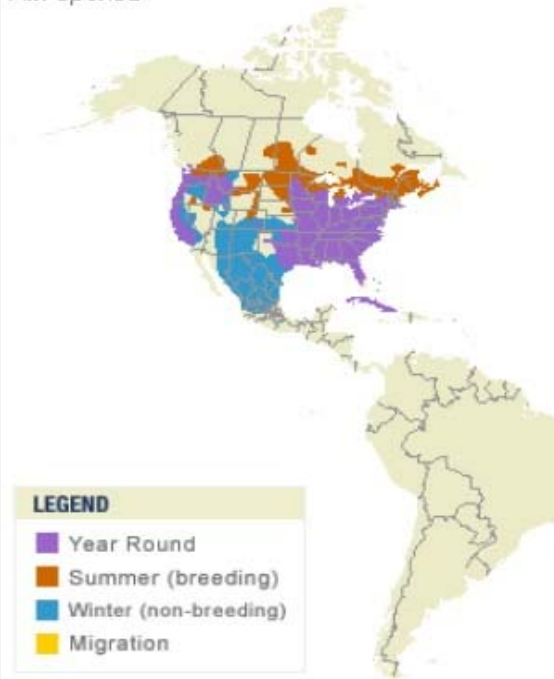 LEGEND
Year Round
Summer (breeding)
Winter (non-breeding)
Migration